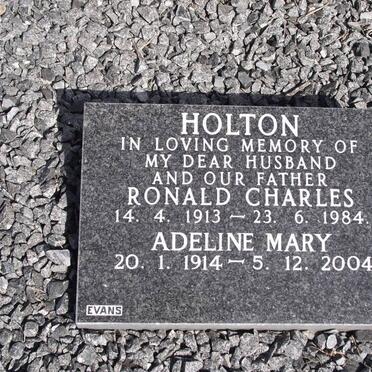 HOLTON
IN LOVING MEMORY OF
MY DEAR HUSBAND
AND OUR FATHER
RONALD CHARLES
14. 4. 1913 — 23. 6. 1984.
ADELINE MARY
20. 1. 1914 — 5. 12. 2004
EVANS